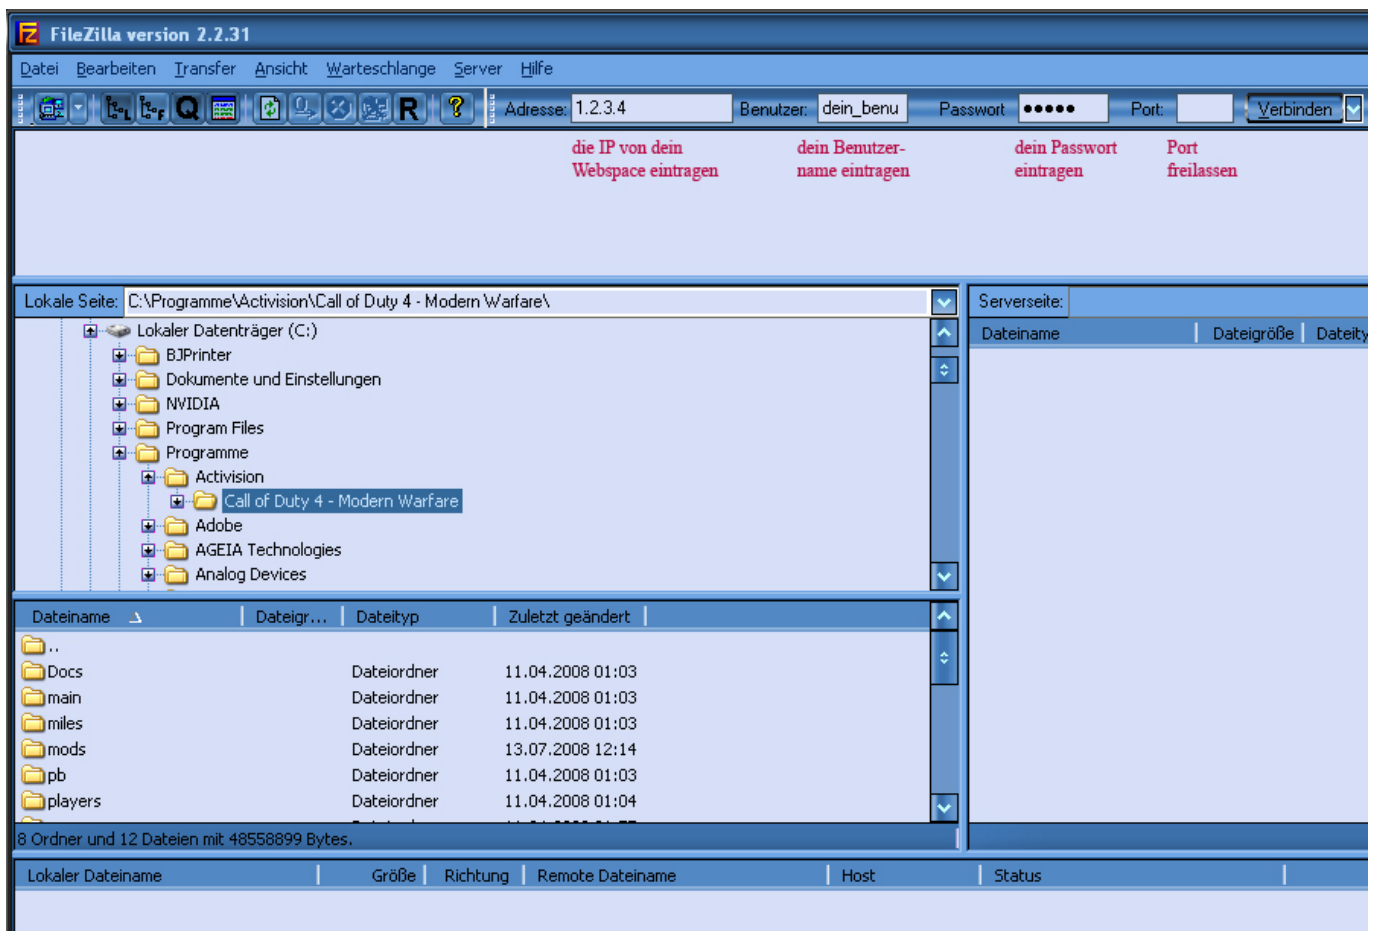 FileZilla version 2.2.31
Datei Bearbeiten Transfer Ansicht Warteschlange Server Hilfe
L F Q R ? Adresse: 1.2.3.4 Benutzer: dein_benu Passwort ●●●●● Port: Verbinden
die IP von dein dein Benutzer- dein Passwort Port
Webspace eintragen name eintragen eintragen freilassen
Lokale Seite: C:\Programme\Activision\Call of Duty 4 - Modern Warfare\ Serverseite:
Lokaler Datenträger (C:) Dateiname Dateigröße Dateity
BJPrinter
Dokumente und Einstellungen
NVIDIA
Program Files
Programme
Activision
Call of Duty 4 - Modern Warfare
Adobe
AGEIA Technologies
Analog Devices
Dateiname Dateigr... Dateityp Zuletzt geändert
..
Docs Dateiordner 11.04.2008 01:03
main Dateiordner 11.04.2008 01:03
miles Dateiordner 11.04.2008 01:03
mods Dateiordner 13.07.2008 12:14
pb Dateiordner 11.04.2008 01:03
players Dateiordner 11.04.2008 01:04
8 Ordner und 12 Dateien mit 48558899 Bytes.
Lokaler Dateiname Größe Richtung Remote Dateiname Host Status